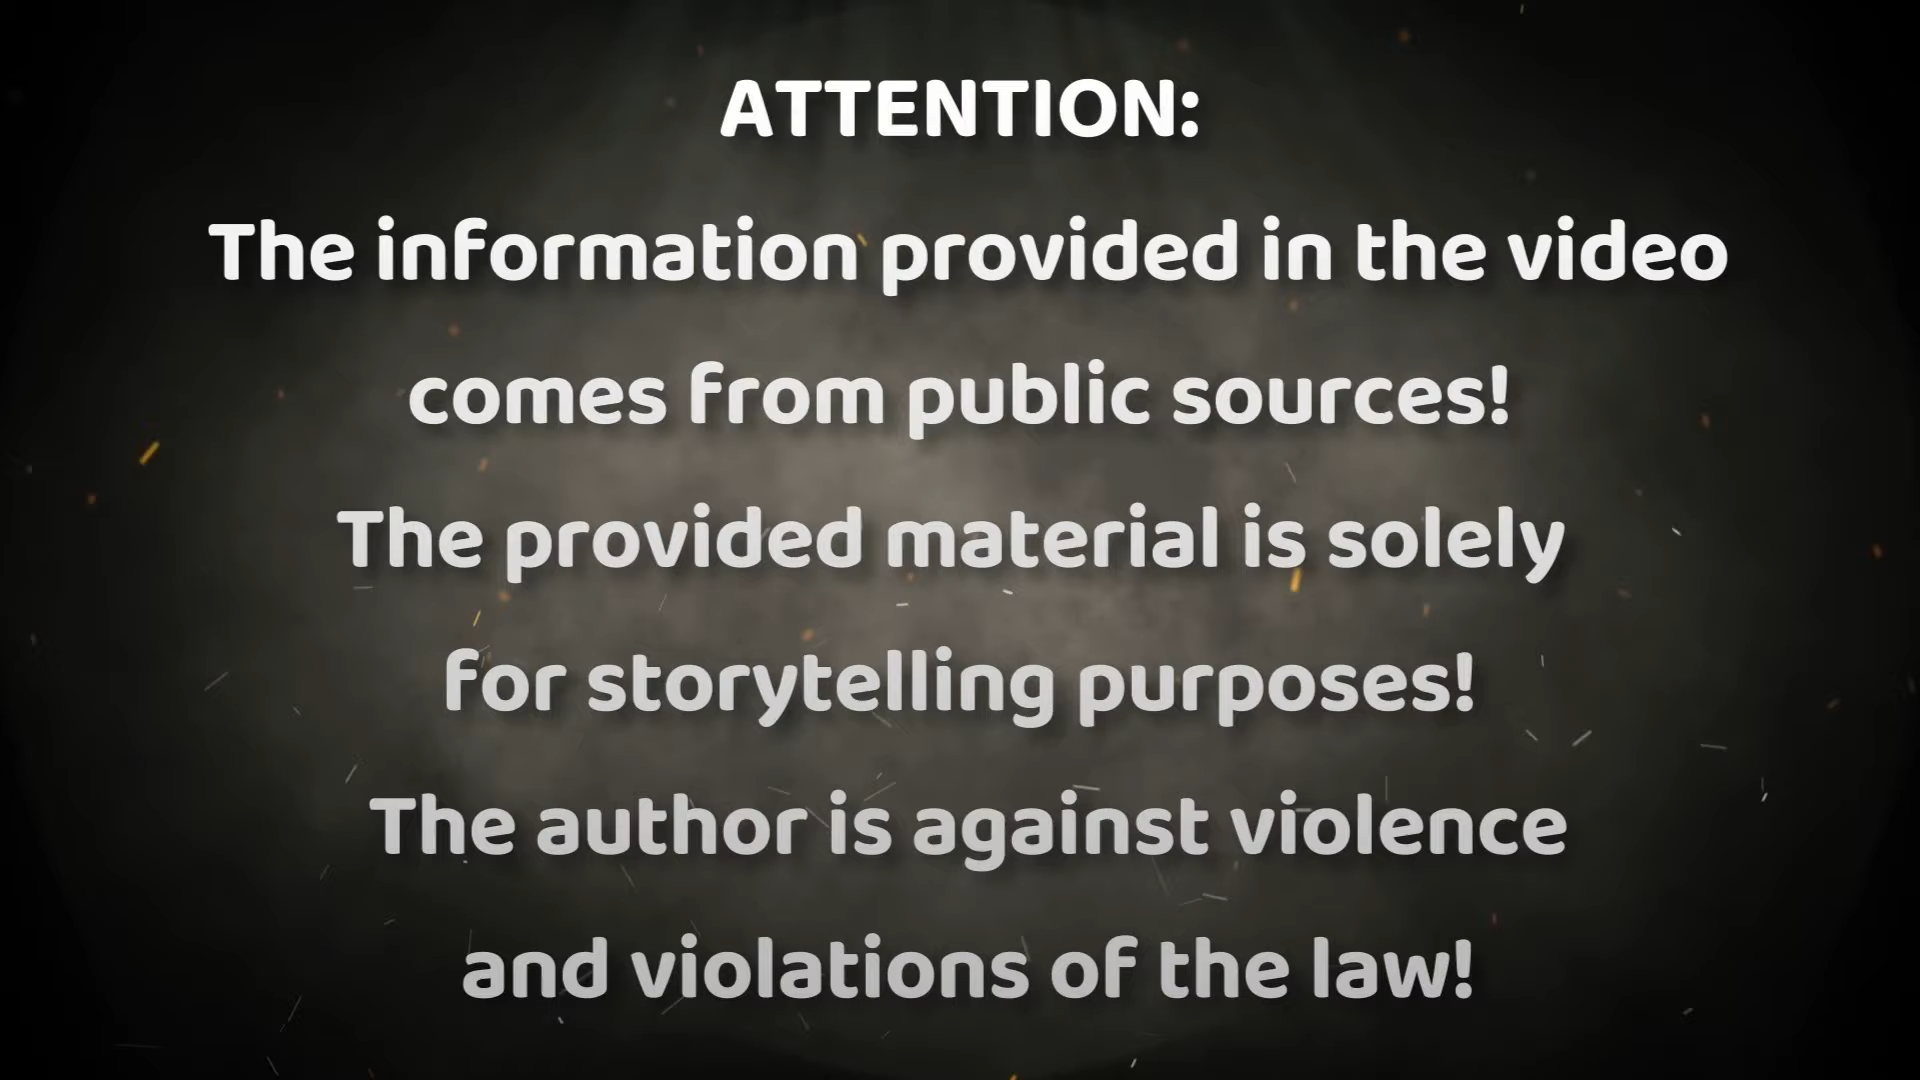 ATTENTION:
The information provided in the video
comes from public sources!
The provided material is solely
for storytelling purposes!
The author is against violence
and violations of the law!